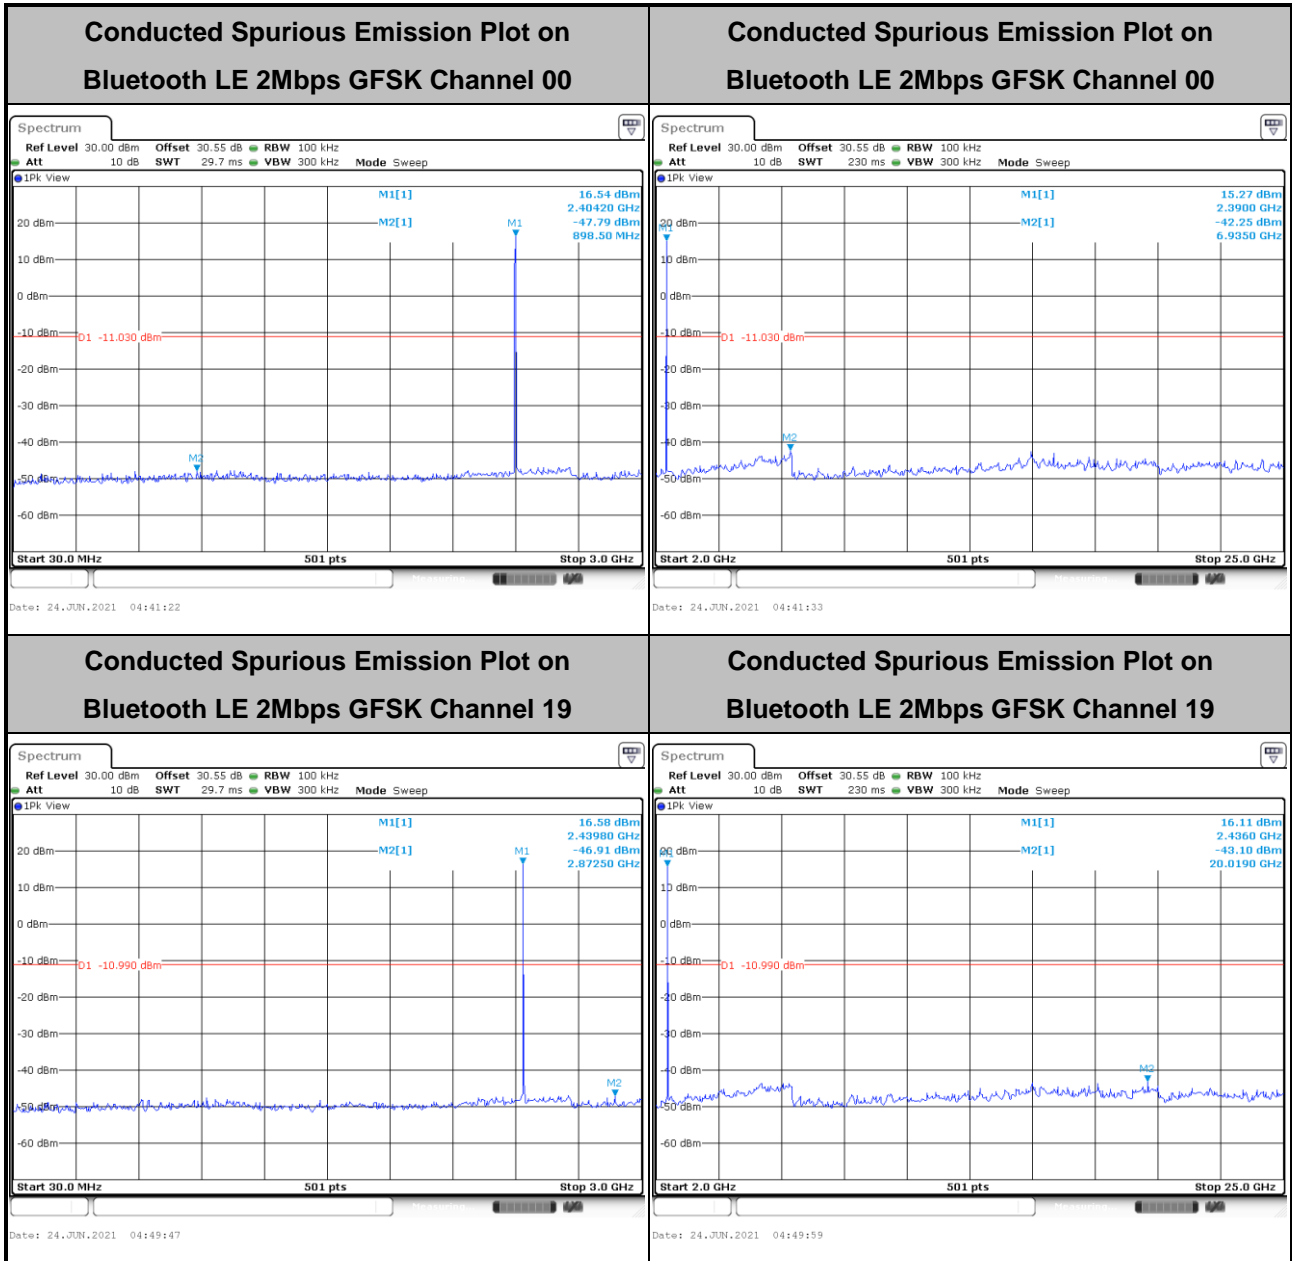 Conducted Spurious Emission Plot on
Bluetooth LE 2Mbps GFSK Channel 00
Spectrum
Ref Level 30.00 dBm Offset 30.55 dB RBW 100 kHz
Att 10 dB SWT 29.7 ms VBW 300 kHz Mode Sweep
1Pk View
M1[1] 16.54 dBm
2.40420 GHz
M2[1] -47.79 dBm
898.50 MHz
M1
20 dBm
10 dBm
0 dBm
-10 dBm
D1 -11.030 dBm
-20 dBm
-30 dBm
-40 dBm
M2
-50 dBm
-60 dBm
Start 30.0 MHz 501 pts Stop 3.0 GHz
Measuring...
Date: 24.JUN.2021 04:41:22
Conducted Spurious Emission Plot on
Bluetooth LE 2Mbps GFSK Channel 00
Spectrum
Ref Level 30.00 dBm Offset 30.55 dB RBW 100 kHz
Att 10 dB SWT 230 ms VBW 300 kHz Mode Sweep
1Pk View
M1[1] 15.27 dBm
2.3900 GHz
M2[1] -42.25 dBm
6.9350 GHz
20 dBm
M1
10 dBm
0 dBm
-10 dBm
D1 -11.030 dBm
-20 dBm
-30 dBm
-40 dBm
M2
-50 dBm
-60 dBm
Start 2.0 GHz 501 pts Stop 25.0 GHz
Measuring...
Date: 24.JUN.2021 04:41:33
Conducted Spurious Emission Plot on
Bluetooth LE 2Mbps GFSK Channel 19
Spectrum
Ref Level 30.00 dBm Offset 30.55 dB RBW 100 kHz
Att 10 dB SWT 29.7 ms VBW 300 kHz Mode Sweep
1Pk View
M1[1] 16.58 dBm
2.43980 GHz
M2[1] -46.91 dBm
2.87250 GHz
M1
20 dBm
10 dBm
0 dBm
-10 dBm
D1 -10.990 dBm
-20 dBm
-30 dBm
-40 dBm
M2
-50 dBm
-60 dBm
Start 30.0 MHz 501 pts Stop 3.0 GHz
Measuring...
Date: 24.JUN.2021 04:49:47
Conducted Spurious Emission Plot on
Bluetooth LE 2Mbps GFSK Channel 19
Spectrum
Ref Level 30.00 dBm Offset 30.55 dB RBW 100 kHz
Att 10 dB SWT 230 ms VBW 300 kHz Mode Sweep
1Pk View
M1[1] 16.11 dBm
2.4360 GHz
M2[1] -43.10 dBm
20.0190 GHz
20 dBm
M1
10 dBm
0 dBm
-10 dBm
D1 -10.990 dBm
-20 dBm
-30 dBm
-40 dBm
M2
-50 dBm
-60 dBm
Start 2.0 GHz 501 pts Stop 25.0 GHz
Measuring...
Date: 24.JUN.2021 04:49:59